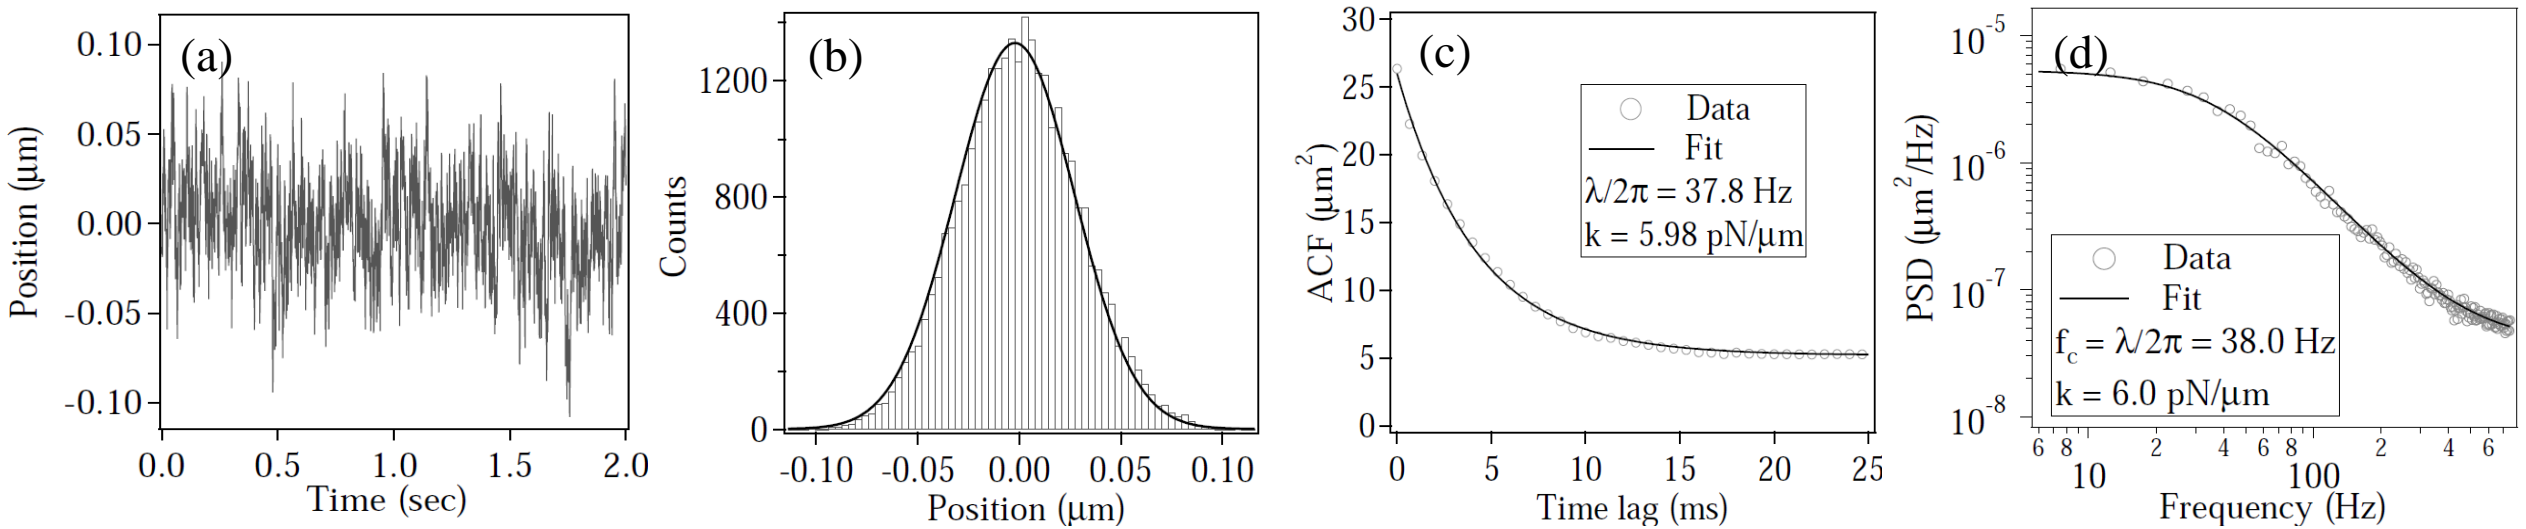 (a)
0.10
0.05
0.00
-0.05
-0.10
Position (μm)
0.0 0.5 1.0 1.5 2.0
Time (sec)
(b)
1200
800
400
0
Counts
-0.10 -0.05 0.00 0.05 0.10
Position (μm)
(c)
30
25
20
15
10
5
0
ACF (μm²)
Data
Fit
λ/2π = 37.8 Hz
k = 5.98 pN/μm
0 5 10 15 20 25
Time lag (ms)
(d)
10⁻⁵
10⁻⁶
10⁻⁷
10⁻⁸
PSD (μm²/Hz)
Data
Fit
f_c = λ/2π = 38.0 Hz
k = 6.0 pN/μm
6 8 2 4 6 8 2 4 6
10 100
Frequency (Hz)